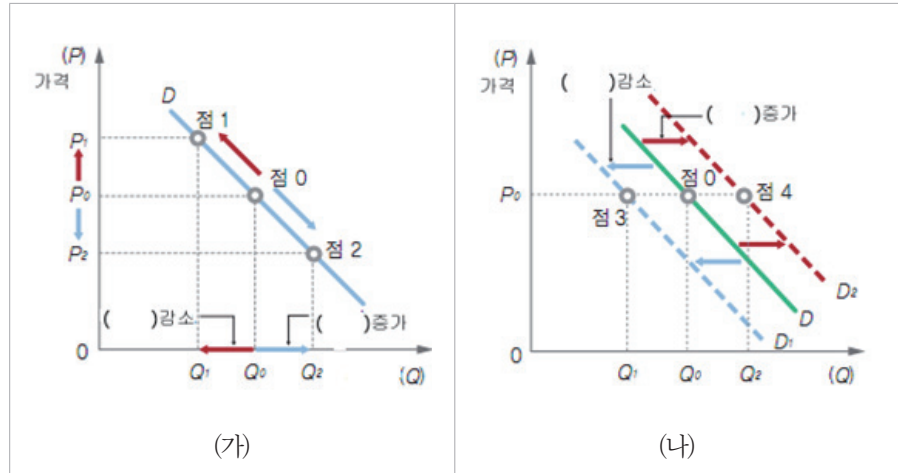 (P)
가격
D
점 1
P₁
점 0
P₀
점 2
P₂
(      )감소
(      )증가
0
Q₁ Q₀ Q₂ (Q)
(가)
(P)
가격
(      )감소
(      )증가
P₀
점 3
점 0
점 4
D₂
D
D₁
0
Q₁ Q₀ Q₂ (Q)
(나)